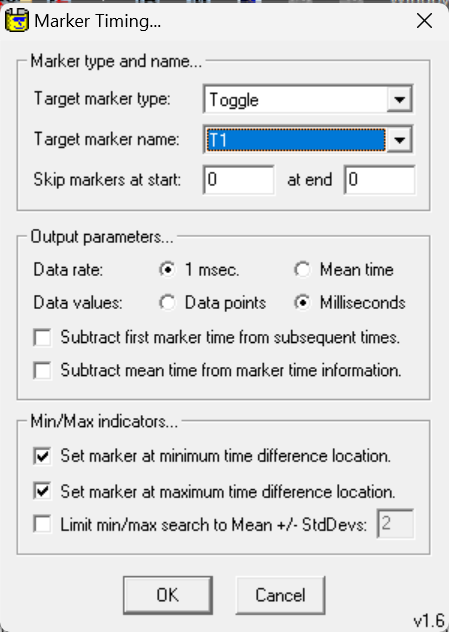 Marker Timing...
Marker type and name...
Target marker type: Toggle
Target marker name: T1
Skip markers at start: 0 at end 0
Output parameters...
Data rate: 1 msec. Mean time
Data values: Data points Milliseconds
Subtract first marker time from subsequent times.
Subtract mean time from marker time information.
Min/Max indicators...
Set marker at minimum time difference location.
Set marker at maximum time difference location.
Limit min/max search to Mean +/- StdDevs: 2
OK Cancel
v1.6